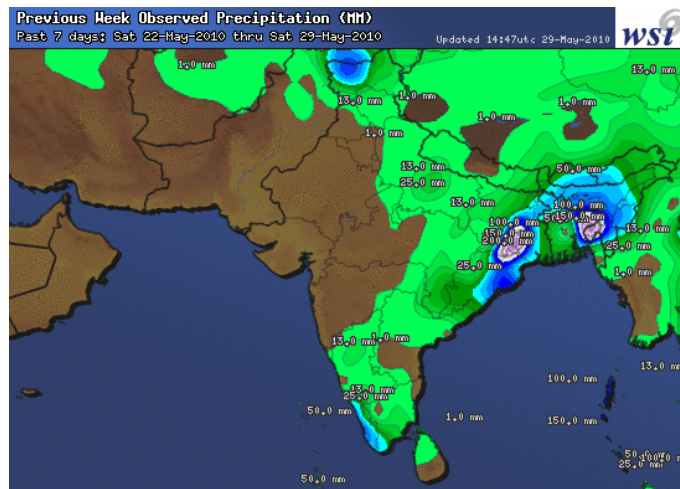 Previous Week Observed Precipitation (MM)
Past 7 days: Sat 22-May-2010 thru Sat 29-May-2010
Updated 14:47utc 29-May-2010
wsi
1.0 mm
13.0 mm
13.0 mm
1.0 mm
1.0 mm
1.0 mm
1.0 mm
13.0 mm
50.0 mm
25.0 mm
13.0 mm
100.0 mm
100.0 mm
150.0 mm
150.0 mm
13.0 mm
200.0 mm
25.0 mm
25.0 mm
1.0 mm
13.0 mm
1.0 mm
13.0 mm
100.0 mm
13.0 mm
25.0 mm
50.0 mm
1.0 mm
150.0 mm
50.0 mm
25.0 mm
50.0 mm